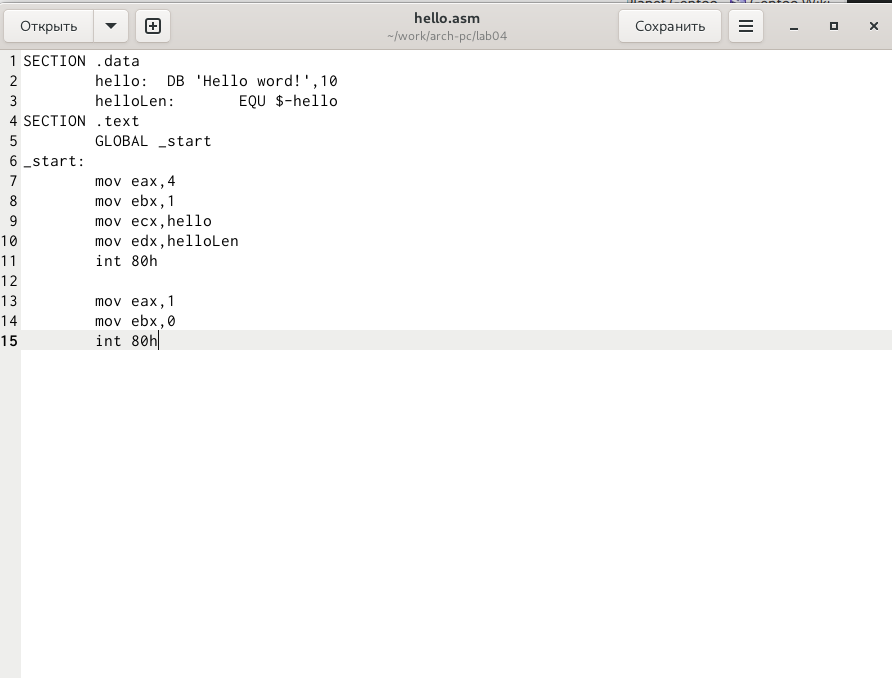 Открыть
hello.asm
~/work/arch-pc/lab04
Сохранить
1 SECTION .data
2 hello: DB 'Hello word!',10
3 helloLen: EQU $-hello
4 SECTION .text
5 GLOBAL _start
6 _start:
7 mov eax,4
8 mov ebx,1
9 mov ecx,hello
10 mov edx,helloLen
11 int 80h
12
13 mov eax,1
14 mov ebx,0
15 int 80h